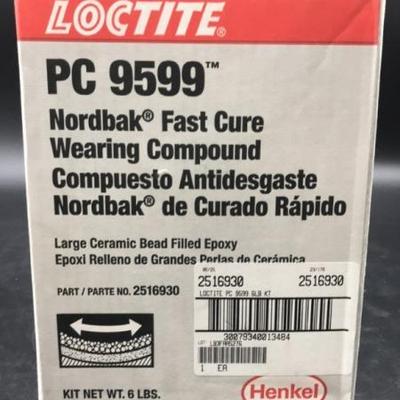 LOCTITE
PC 9599™
Nordbak® Fast Cure
Wearing Compound
Compuesto Antidesgaste
Nordbak® de Curado Rápido
Large Ceramic Bead Filled Epoxy
Epoxi Relleno de Grandes Perlas de Cerámica
PART / PARTE NO. 2516930
2516930 2516930
LOCTITE PC 9599 6LB KT
30079340013484
1 EA
KIT NET WT. 6 LBS.
Henkel